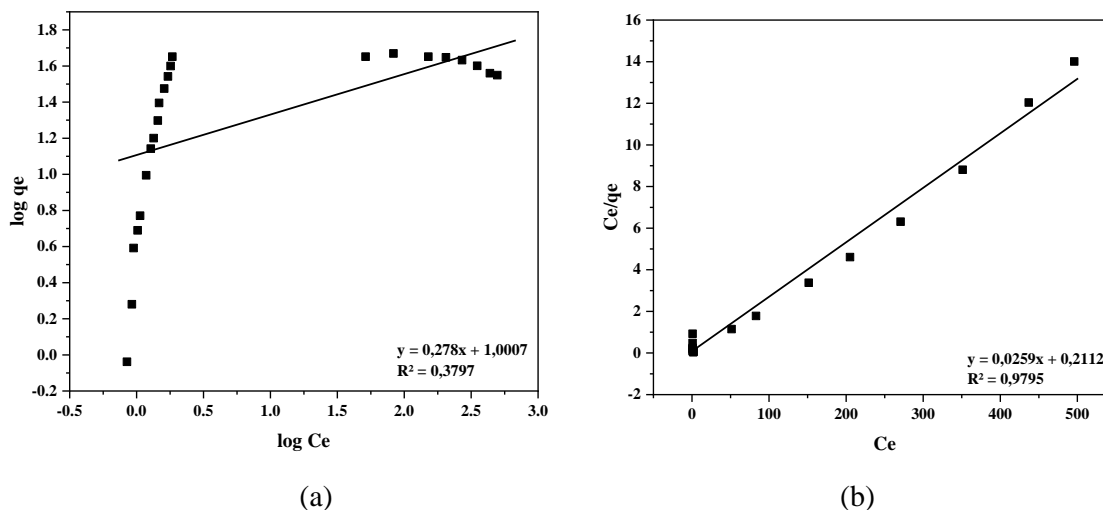 1.8
1.6
1.4
1.2
1.0
0.8
0.6
0.4
0.2
0.0
-0.2
log qe
-0.5 0.0 0.5 1.0 1.5 2.0 2.5 3.0
log Ce
y = 0,278x + 1,0007
R² = 0,3797
(a)
16
14
12
10
8
6
4
2
0
-2
Ce/qe
0 100 200 300 400 500
Ce
y = 0,0259x + 0,2112
R² = 0,9795
(b)